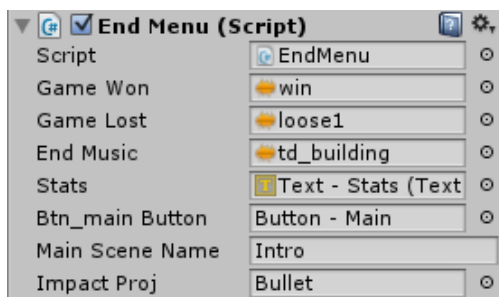 End Menu (Script)
Script EndMenu
Game Won win
Game Lost loose1
End Music td_building
Stats Text - Stats (Text
Btn_main Button Button - Main
Main Scene Name Intro
Impact Proj Bullet